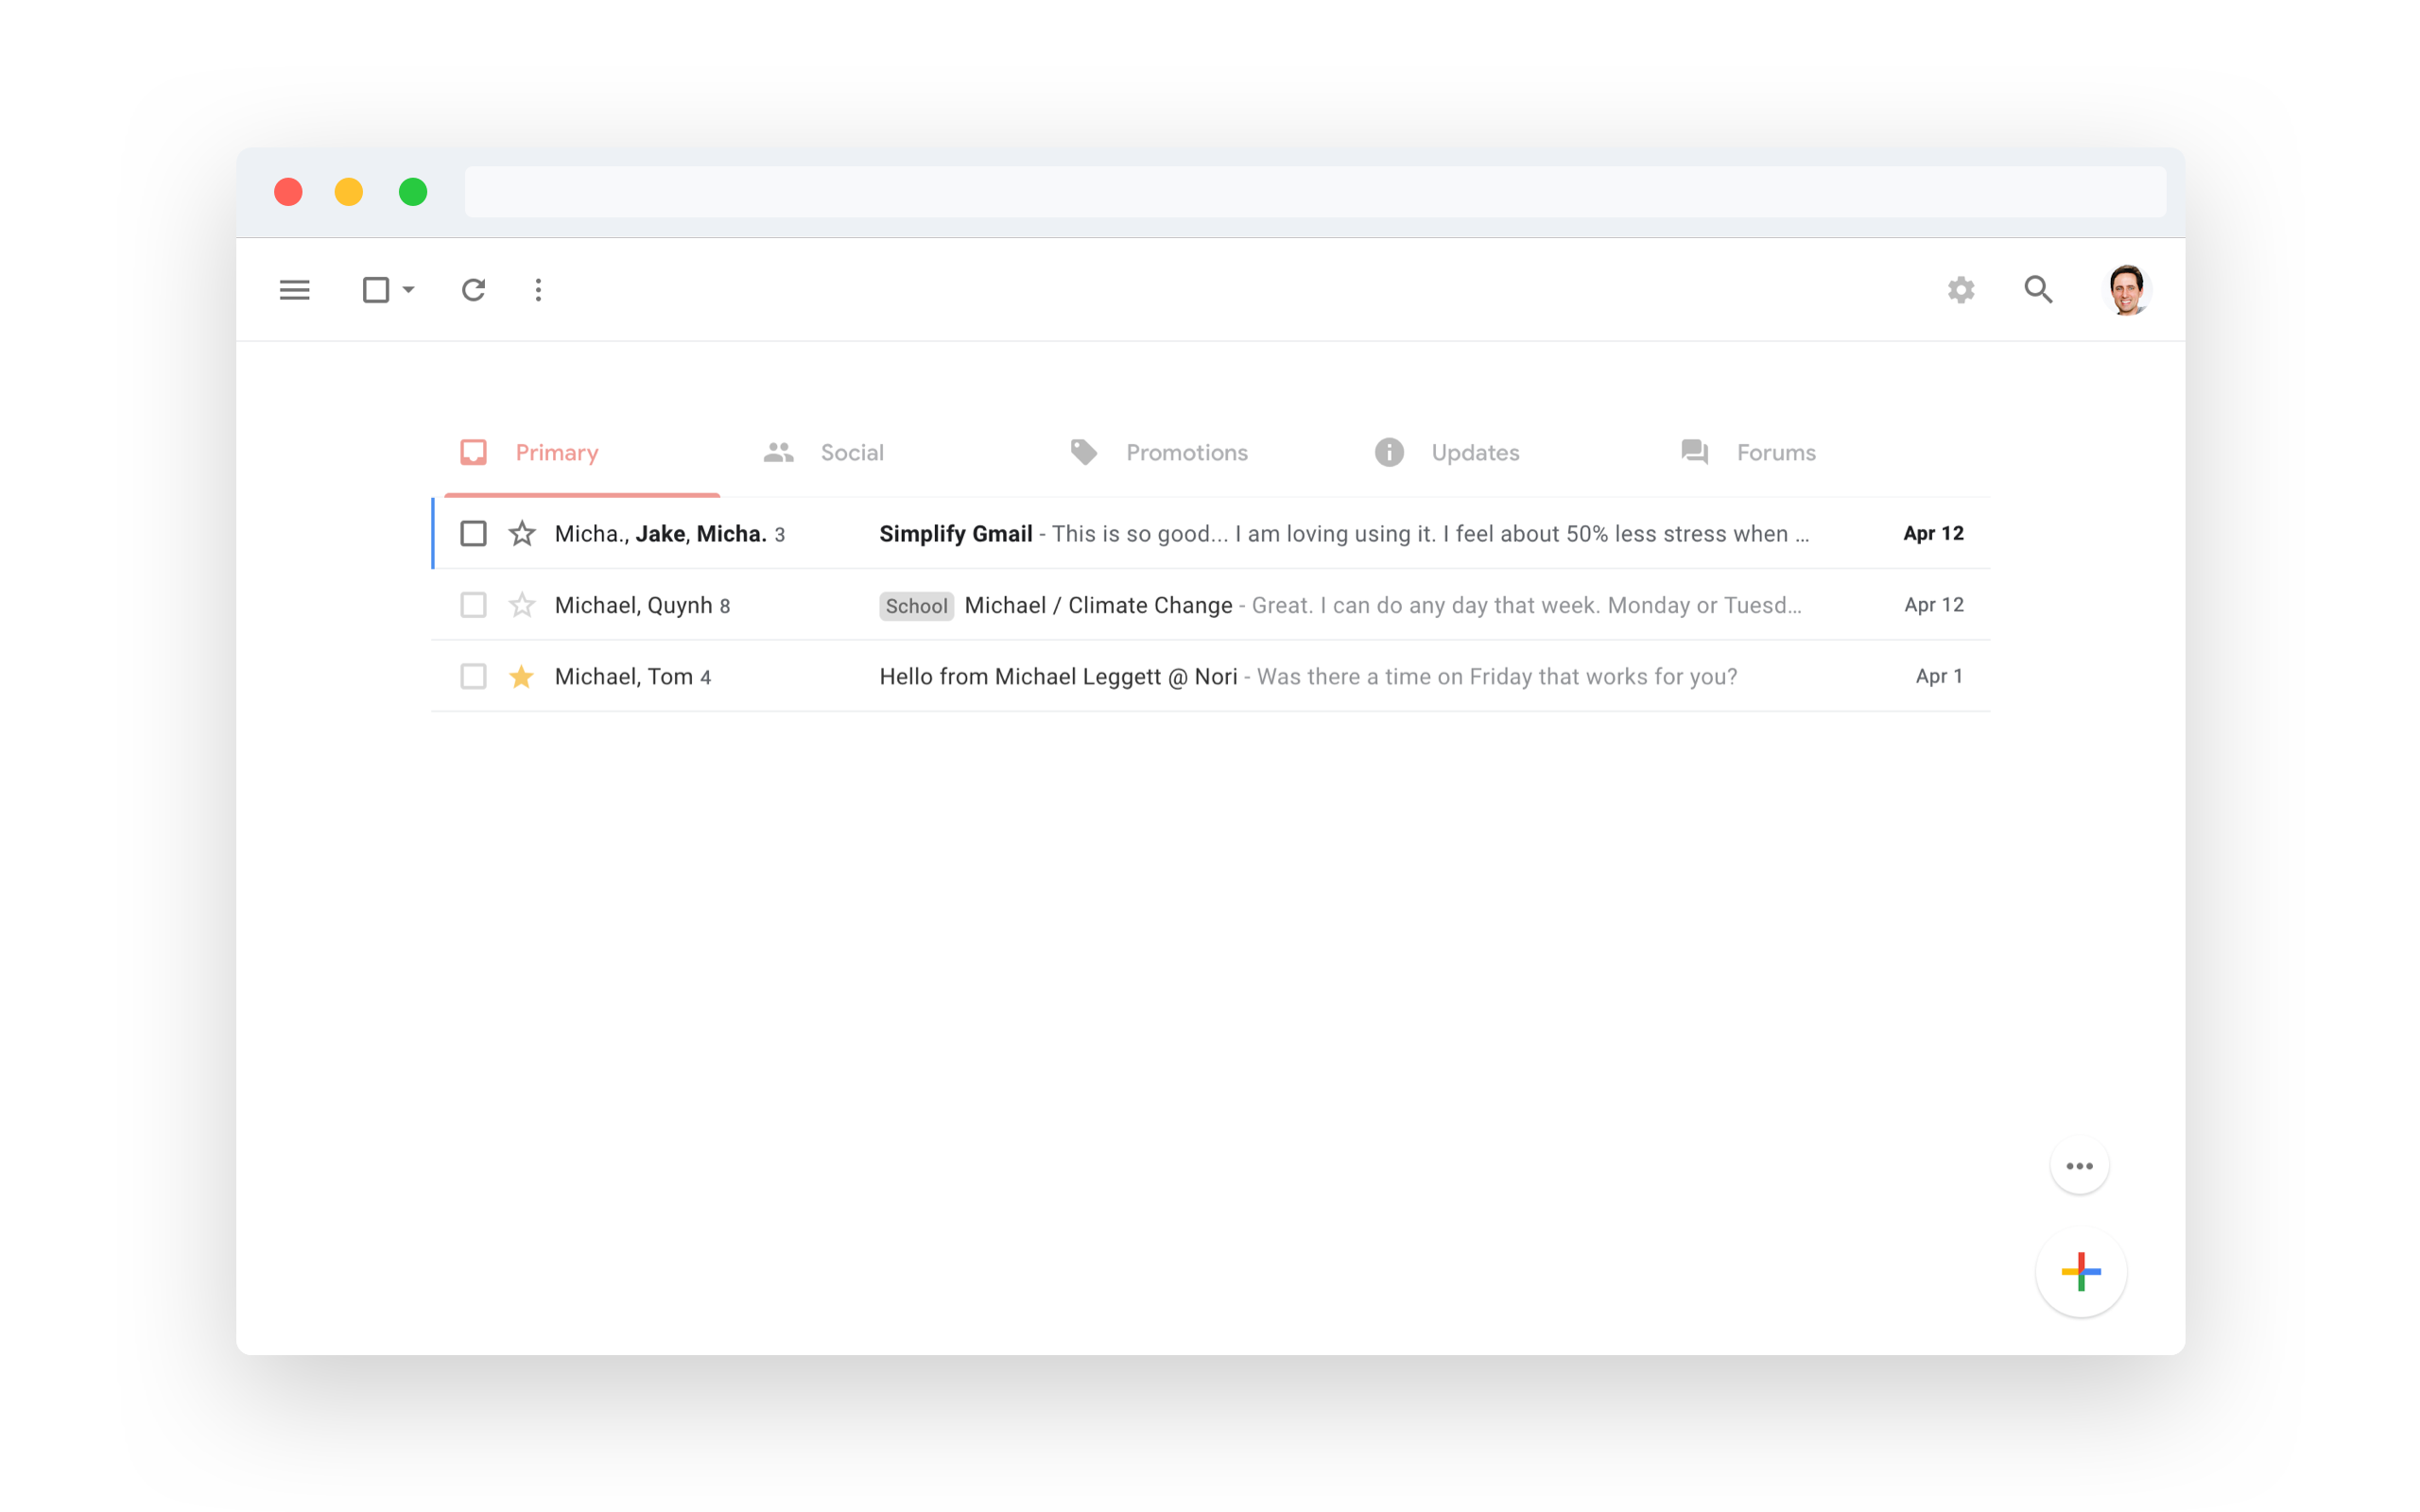 Primary Social Promotions Updates Forums
Micha., Jake, Micha. 3 Simplify Gmail - This is so good... I am loving using it. I feel about 50% less stress when ... Apr 12
Michael, Quynh 8 School Michael / Climate Change - Great. I can do any day that week. Monday or Tuesd... Apr 12
Michael, Tom 4 Hello from Michael Leggett @ Nori - Was there a time on Friday that works for you? Apr 1